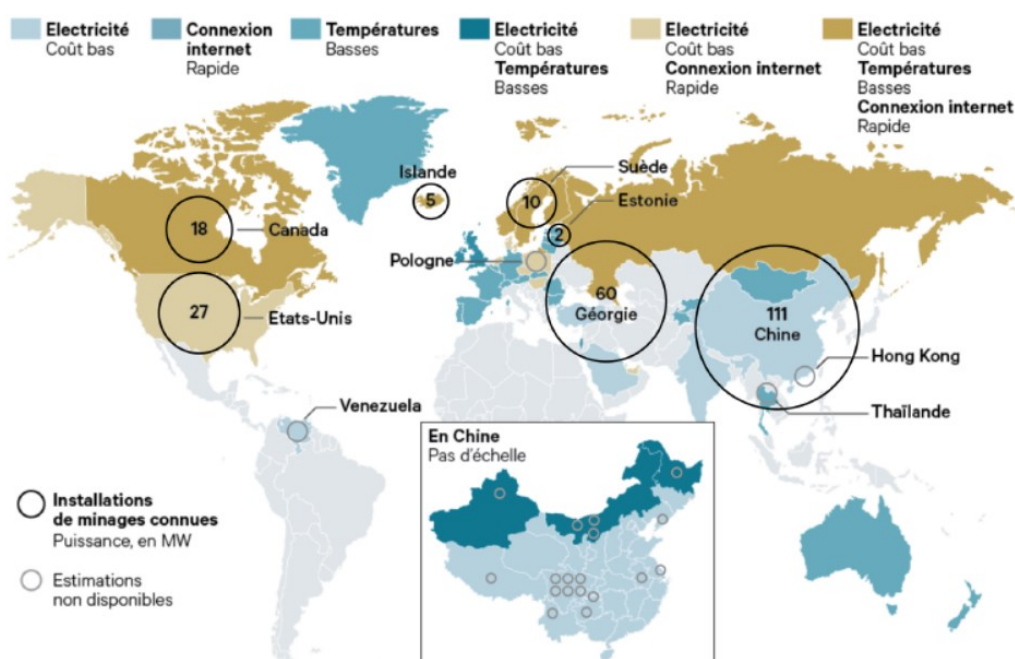 Electricité
Coût bas
Connexion
internet
Rapide
Températures
Basses
Electricité
Coût bas
Températures
Basses
Electricité
Coût bas
Connexion internet
Rapide
Electricité
Coût bas
Températures
Basses
Connexion internet
Rapide
Islande
5
Suède
10
Estonie
2
18
Canada
Pologne
27
Etats-Unis
60
Géorgie
111
Chine
Hong Kong
Thaïlande
Venezuela
En Chine
Pas d'échelle
Installations
de minages connues
Puissance, en MW
Estimations
non disponibles